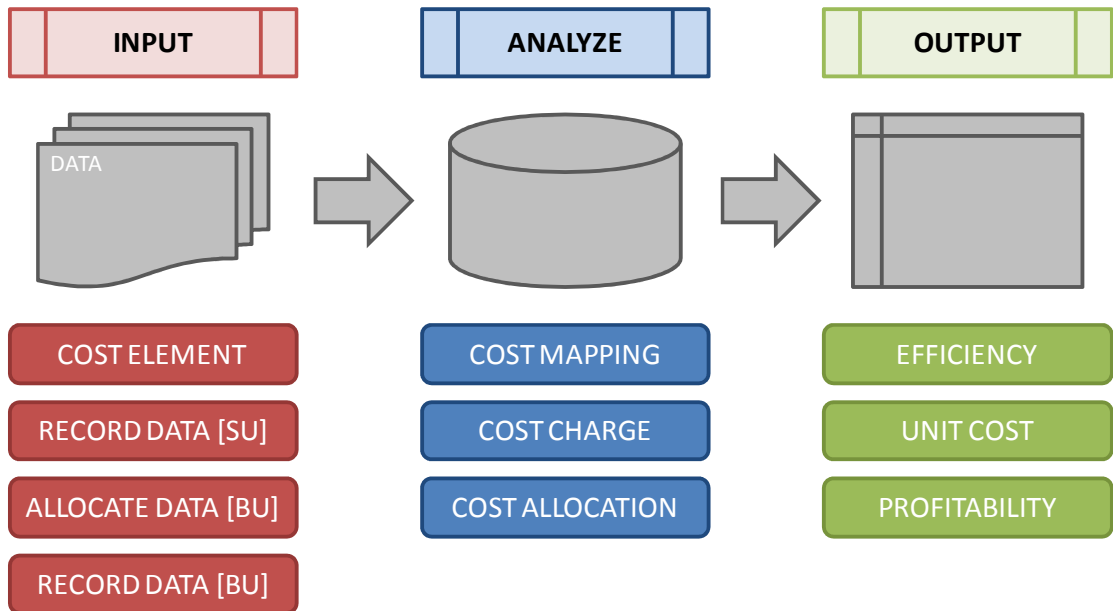 INPUT
ANALYZE
OUTPUT
DATA
COST ELEMENT
COST MAPPING
EFFICIENCY
RECORD DATA [SU]
COST CHARGE
UNIT COST
ALLOCATE DATA [BU]
COST ALLOCATION
PROFITABILITY
RECORD DATA [BU]